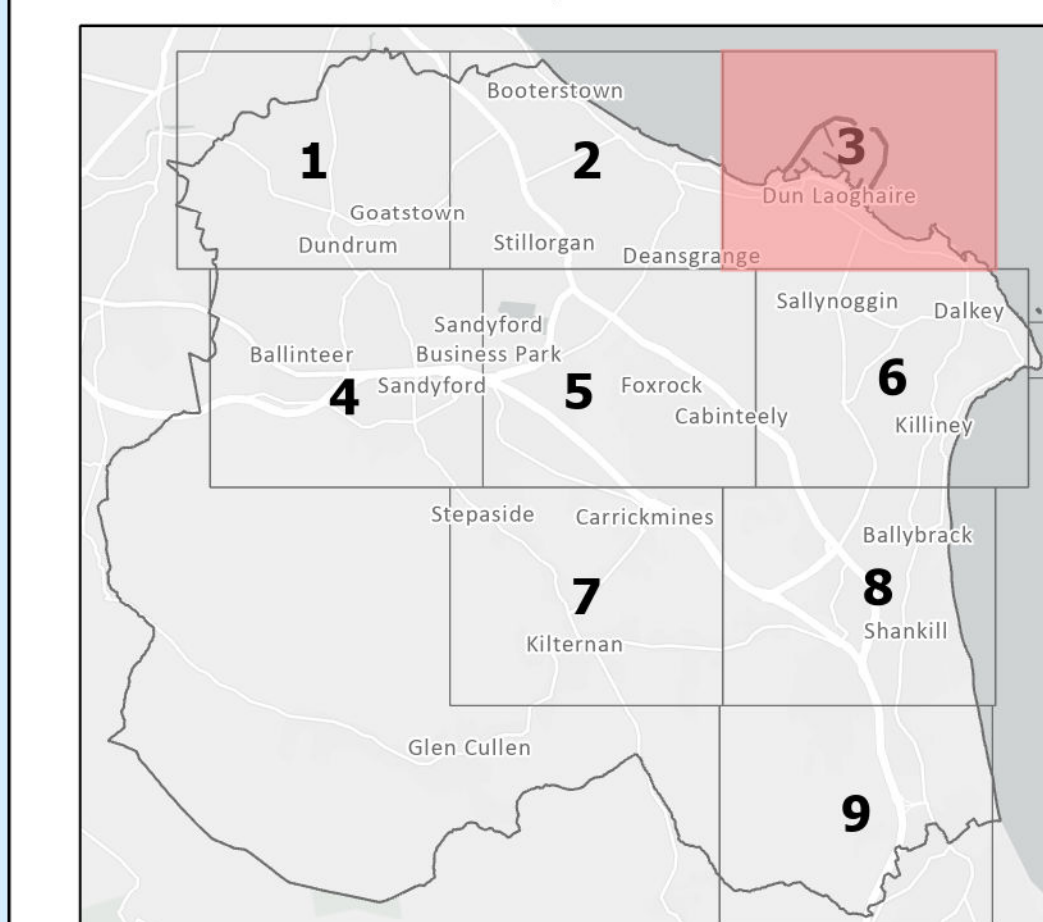 Booterstown
3
1
2
Dun Laoghaire
Goatstown
Dundrum
Stillorgan
Deansgrange
Sallynoggin
Dalkey
Sandyford
Business Park
Ballinteer
Sandyford
4
5
Foxrock
6
Cabinteely
Killiney
Stepaside
Carrickmines
Ballybrack
7
8
Shankill
Kilternan
Glen Cullen
9